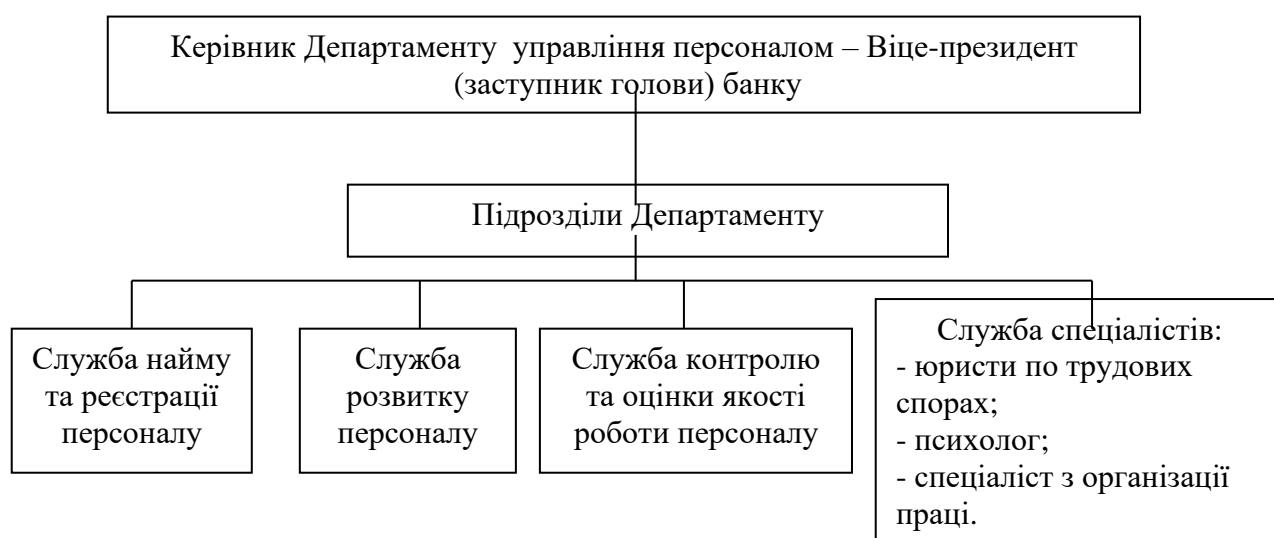 Керівник Департаменту управління персоналом – Віце-президент
(заступник голови) банку
Підрозділи Департаменту
Служба найму
та реєстрації
персоналу
Служба
розвитку
персоналу
Служба контролю
та оцінки якості
роботи персоналу
Служба спеціалістів:
- юристи по трудових
спорах;
- психолог;
- спеціаліст з організації
праці.